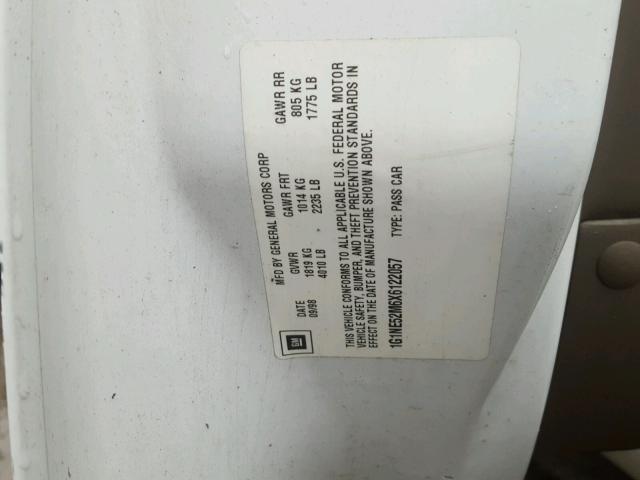 GM
MFD BY GENERAL MOTORS CORP
DATE GVWR GAWR FRT GAWR RR
09/98 1819 KG 1014 KG 805 KG
4010 LB 2235 LB 1775 LB
THIS VEHICLE CONFORMS TO ALL APPLICABLE U.S. FEDERAL MOTOR
VEHICLE SAFETY, BUMPER, AND THEFT PREVENTION STANDARDS IN
EFFECT ON THE DATE OF MANUFACTURE SHOWN ABOVE.
1G1NE52M6X6122057 TYPE: PASS CAR